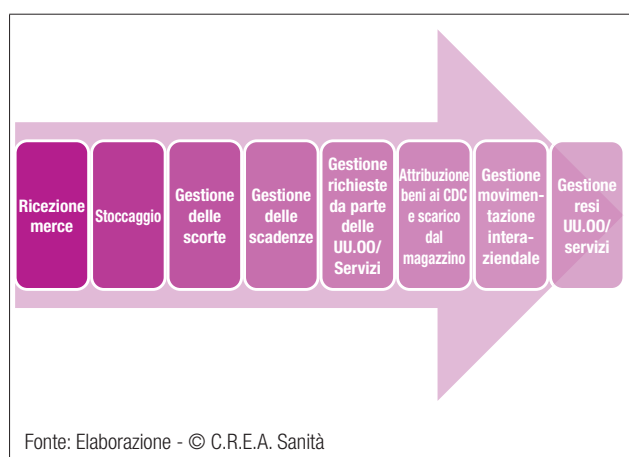 Ricezione
merce
Stoccaggio
Gestione
delle
scorte
Gestione
delle
scadenze
Gestione
richieste
da parte
delle
UU.OO/
Servizi
Attribuzione
beni ai CDC
e scarico
dal
magazzino
Gestione
movimen-
tazione
intera-
ziendale
Gestione
resi
UU.OO/
servizi
Fonte: Elaborazione - © C.R.E.A. Sanità